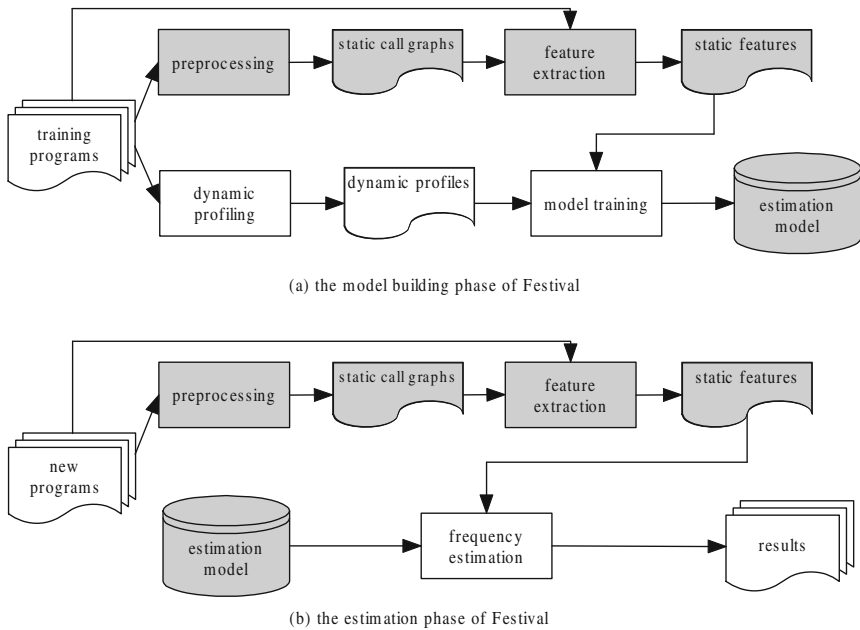 preprocessing
static call graphs
feature
extraction
static features
training
programs
dynamic
profiling
dynamic profiles
model training
estimation
model
(a) the model building phase of Festival
preprocessing
static call graphs
feature
extraction
static features
new
programs
estimation
model
frequency
estimation
results
(b) the estimation phase of Festival